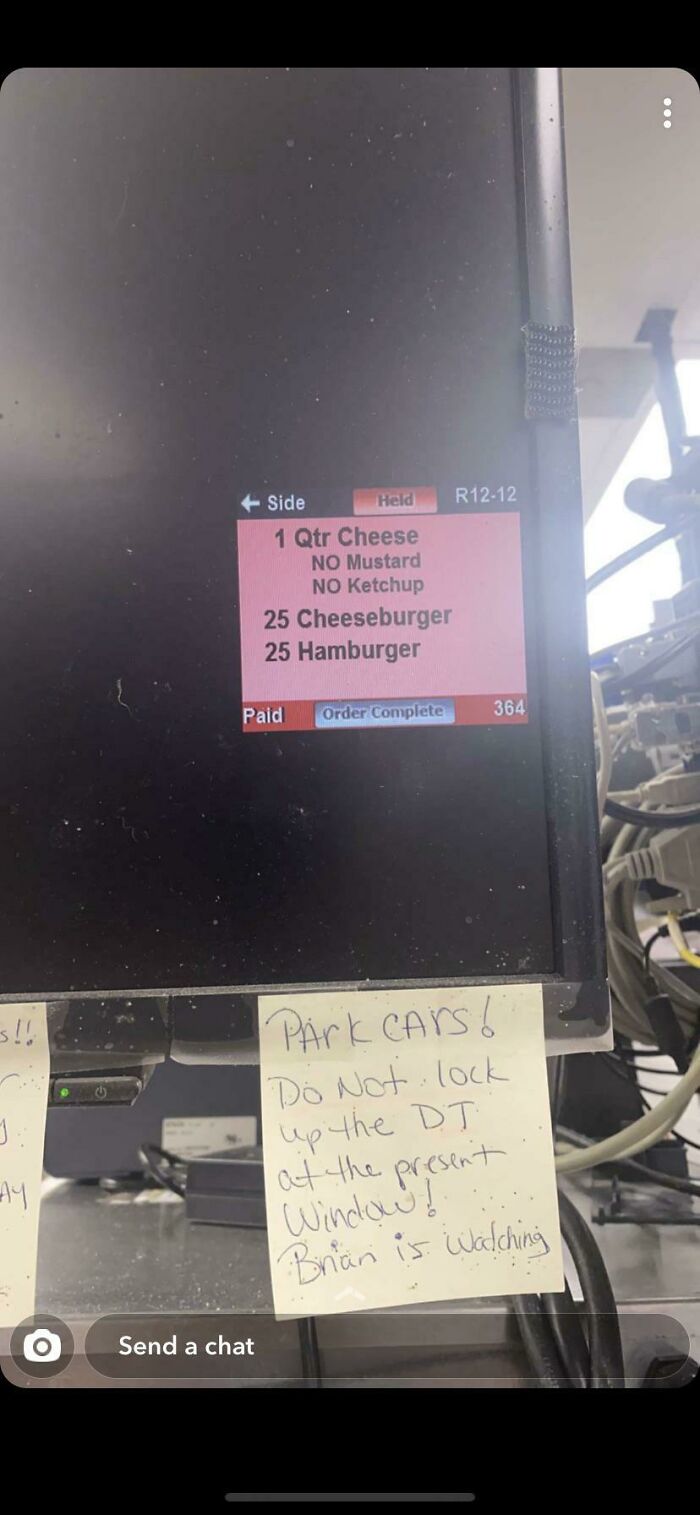 ← Side Held R12-12
1 Qtr Cheese
NO Mustard
NO Ketchup
25 Cheeseburger
25 Hamburger
Paid Order Complete 364
s!!
AY
PARK CARS!
Do Not lock
up the DT
at the present
Window!
Brian is watching
Send a chat